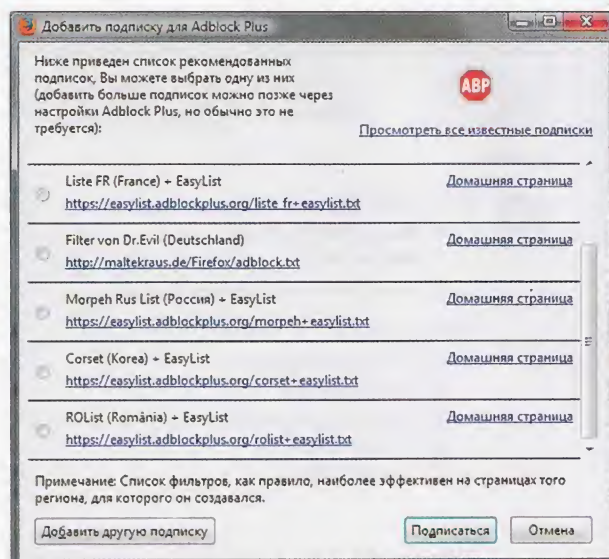 Добавить подписку для Adblock Plus
Ниже приведен список рекомендованных
подписок, Вы можете выбрать одну из них
(добавить больше подписок можно позже через
настройки Adblock Plus, но обычно это не
требуется):
ABP
Просмотреть все известные подписки
Liste FR (France) + EasyList
Домашняя страница
https://easylist.adblockplus.org/liste_fr+easylist.txt
Filter von Dr.Evil (Deutschland)
Домашняя страница
http://maltekraus.de/Firefox/adblock.txt
Morpeh Rus List (Россия) + EasyList
Домашняя страница
https://easylist.adblockplus.org/morpeh+easylist.txt
Corset (Korea) + EasyList
Домашняя страница
https://easylist.adblockplus.org/corset+easylist.txt
ROList (România) + EasyList
Домашняя страница
https://easylist.adblockplus.org/rolist+easylist.txt
Примечание: Список фильтров, как правило, наиболее эффективен на страницах того
региона, для которого он создавался.
Добавить другую подписку
Подписаться
Отмена